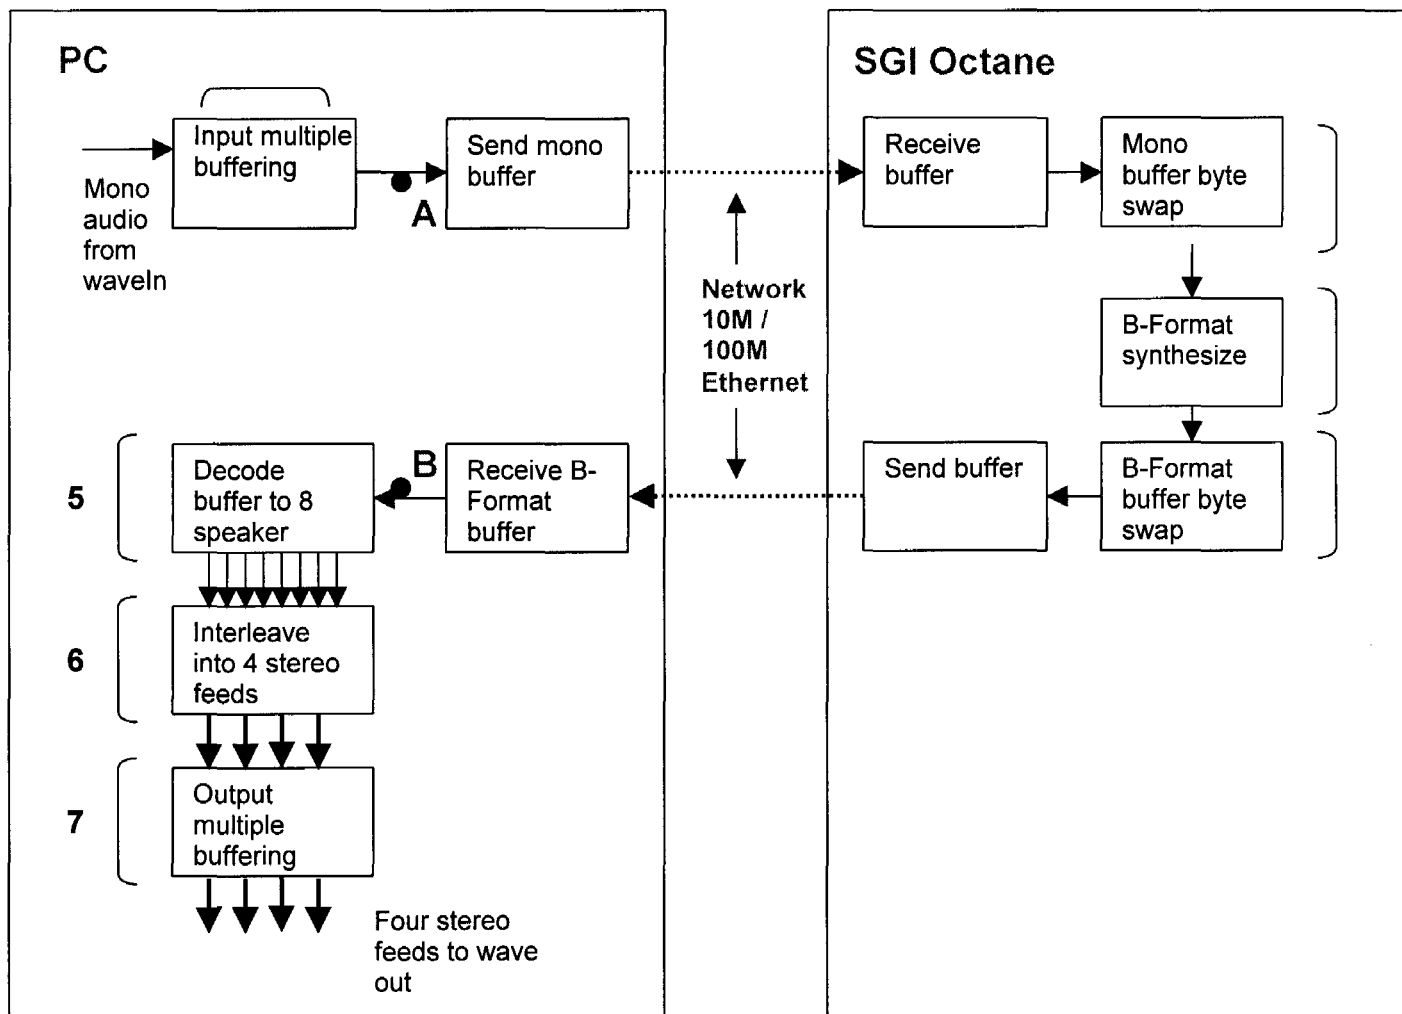 PC
SGI Octane
Input multiple
buffering
Send mono
buffer
Receive
buffer
Mono
buffer byte
swap
Mono
audio
from
waveIn
A
Network
10M /
100M
Ethernet
B-Format
synthesize
5
Decode
buffer to 8
speaker
B
Receive B-
Format
buffer
Send buffer
B-Format
buffer byte
swap
6
Interleave
into 4 stereo
feeds
7
Output
multiple
buffering
Four stereo
feeds to wave
out